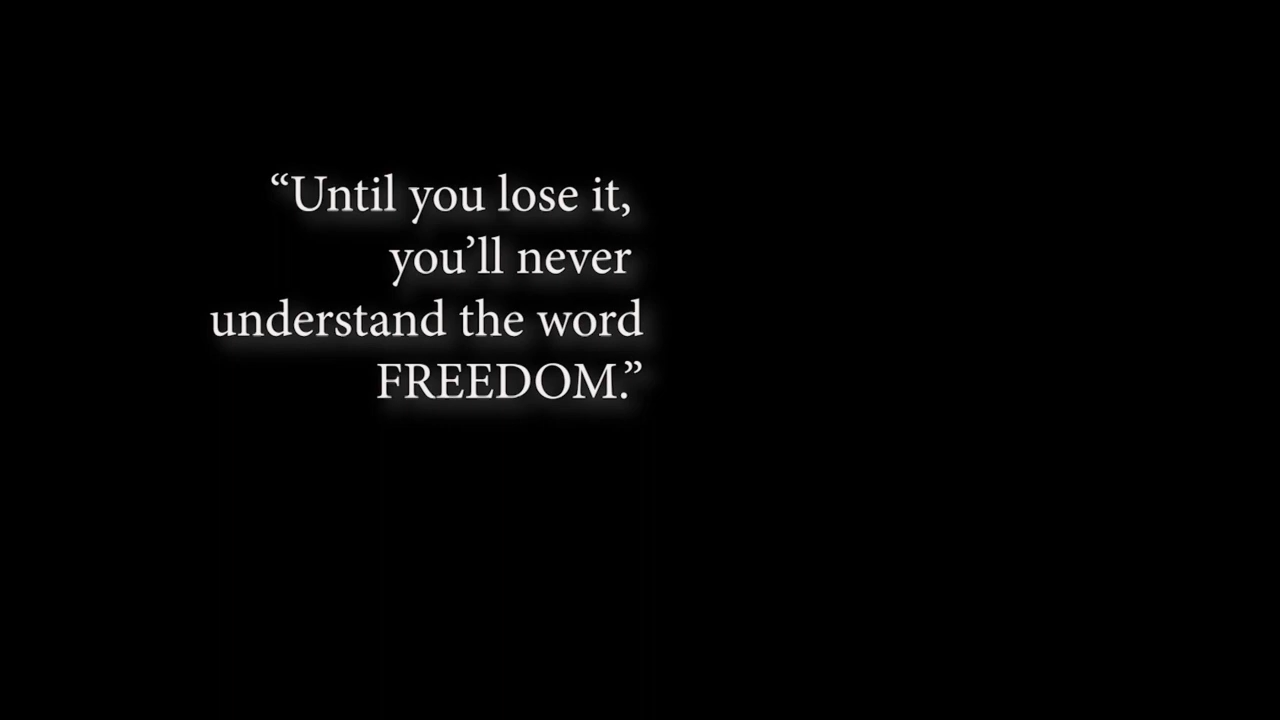 “Until you lose it,
you’ll never
understand the word
FREEDOM.”